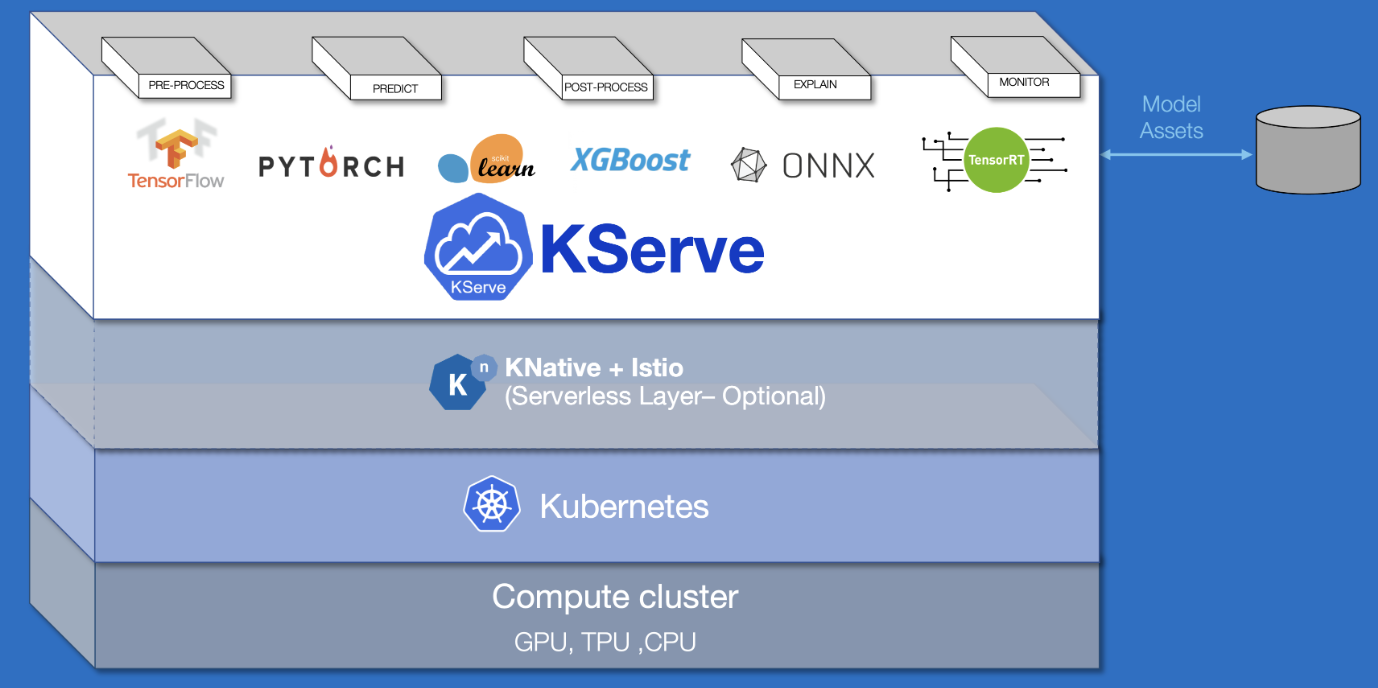 PRE-PROCESS
PREDICT
POST-PROCESS
EXPLAIN
MONITOR
TF
TensorFlow
PYTORCH
scikit
learn
XGBoost
ONNX
TensorRT
Model
Assets
KServe
KServe
K n
KNative + Istio
(Serverless Layer– Optional)
Kubernetes
Compute cluster
GPU, TPU ,CPU